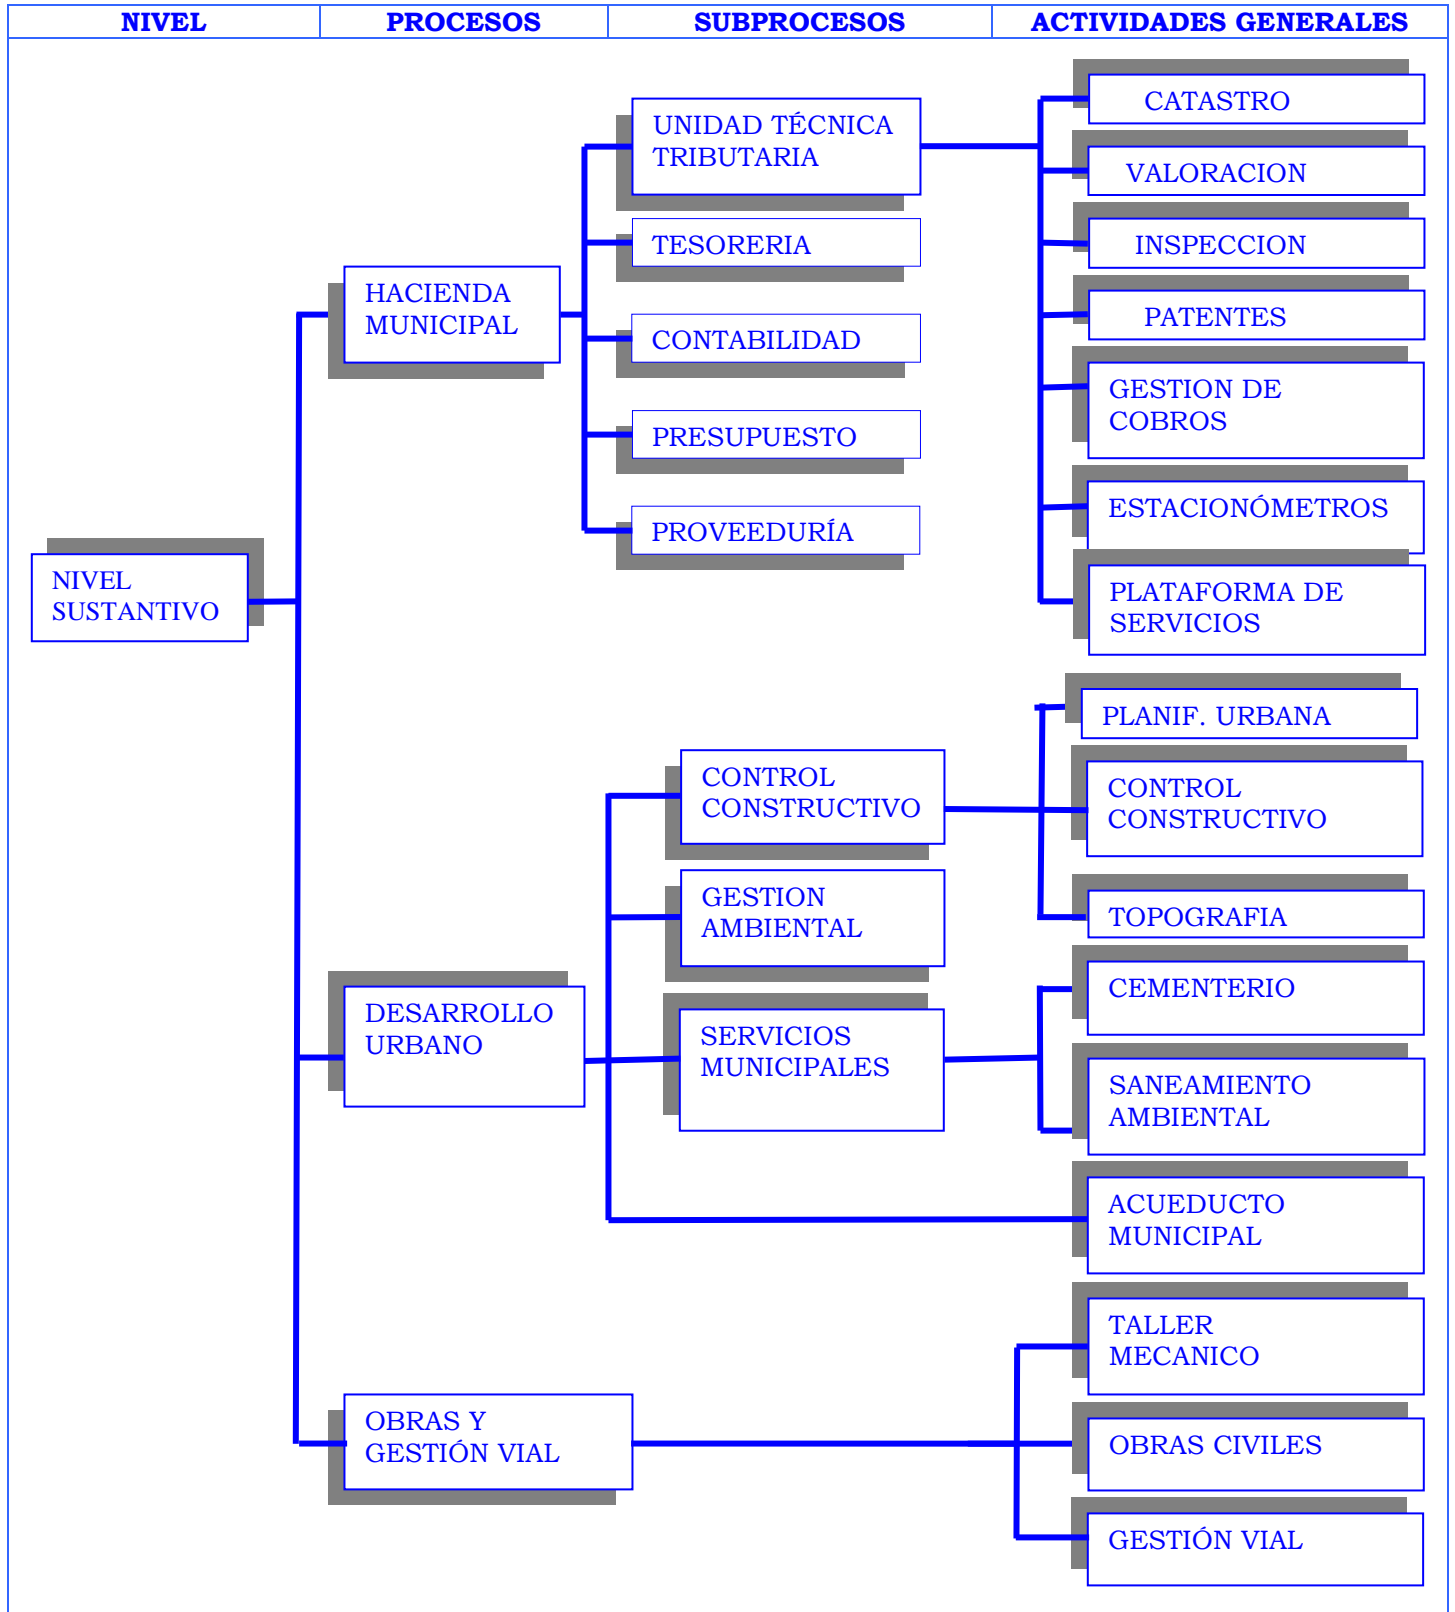 NIVEL PROCESOS SUBPROCESOS ACTIVIDADES GENERALES
NIVEL
SUSTANTIVO
HACIENDA
MUNICIPAL
UNIDAD TÉCNICA
TRIBUTARIA
TESORERIA
CONTABILIDAD
PRESUPUESTO
PROVEEDURÍA
CATASTRO
VALORACION
INSPECCION
PATENTES
GESTION DE
COBROS
ESTACIONÓMETROS
PLATAFORMA DE
SERVICIOS
DESARROLLO
URBANO
CONTROL
CONSTRUCTIVO
GESTION
AMBIENTAL
SERVICIOS
MUNICIPALES
PLANIF. URBANA
CONTROL
CONSTRUCTIVO
TOPOGRAFIA
CEMENTERIO
SANEAMIENTO
AMBIENTAL
ACUEDUCTO
MUNICIPAL
OBRAS Y
GESTIÓN VIAL
TALLER
MECANICO
OBRAS CIVILES
GESTIÓN VIAL